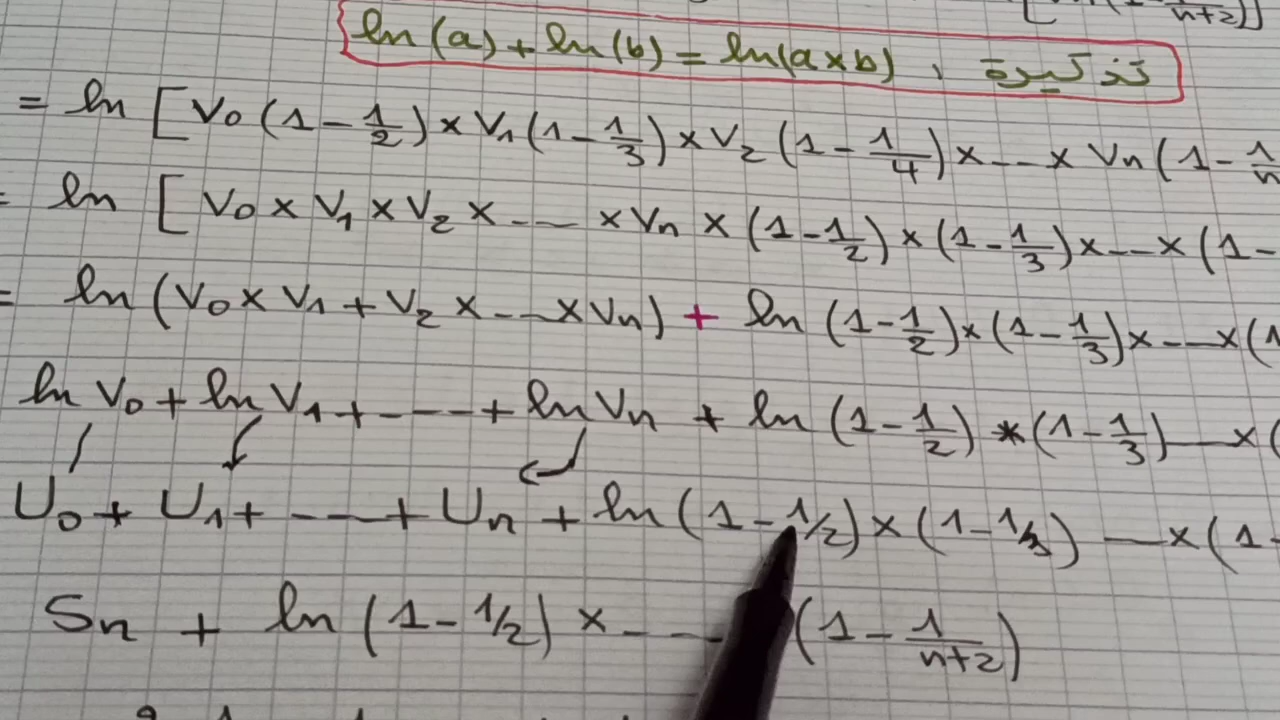 n+2)]
ln(a) + ln(b) = ln(a×b) , تذكيرة
= ln [ V₀ (1 - 1/2) × V₁ (1 - 1/3) × V₂ (1 - 1/4) × --- × Vn (1 - 1/n
= ln [ V₀ × V₁ × V₂ × --- × Vn × (1 - 1/2) × (1 - 1/3) × --- × (1 -
= ln (V₀ × V₁ + V₂ × --- × Vn) + ln (1 - 1/2) × (1 - 1/3) × --- × (1
ln V₀ + ln V₁ + --- + ln Vn + ln (1 - 1/2) * (1 - 1/3) --- × (
U₀ + U₁ + --- + Un + ln (1 - 1/2) × (1 - 1/3) --- × (1 -
Sn + ln (1 - 1/2) × --- (1 - 1/n+2)